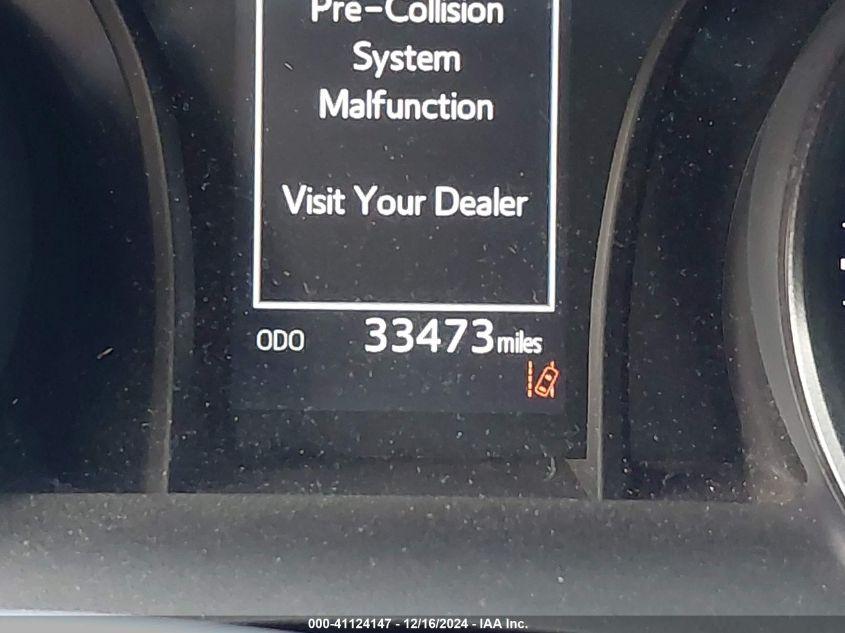 Pre-Collision
System
Malfunction
Visit Your Dealer
ODO 33473 miles
000-41124147 - 12/16/2024 - IAA Inc.